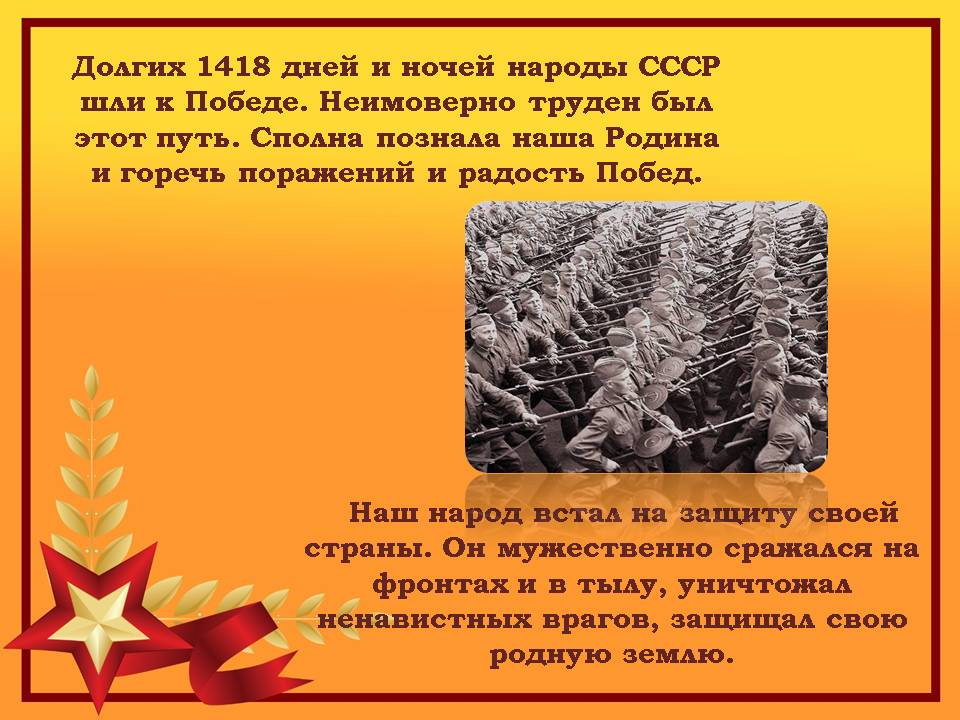 Долгих 1418 дней и ночей народы СССР
шли к Победе. Неимоверно труден был
этот путь. Сполна познала наша Родина
и горечь поражений и радость Побед.
Наш народ встал на защиту своей
страны. Он мужественно сражался на
фронтах и в тылу, уничтожал
ненавистных врагов, защищал свою
родную землю.